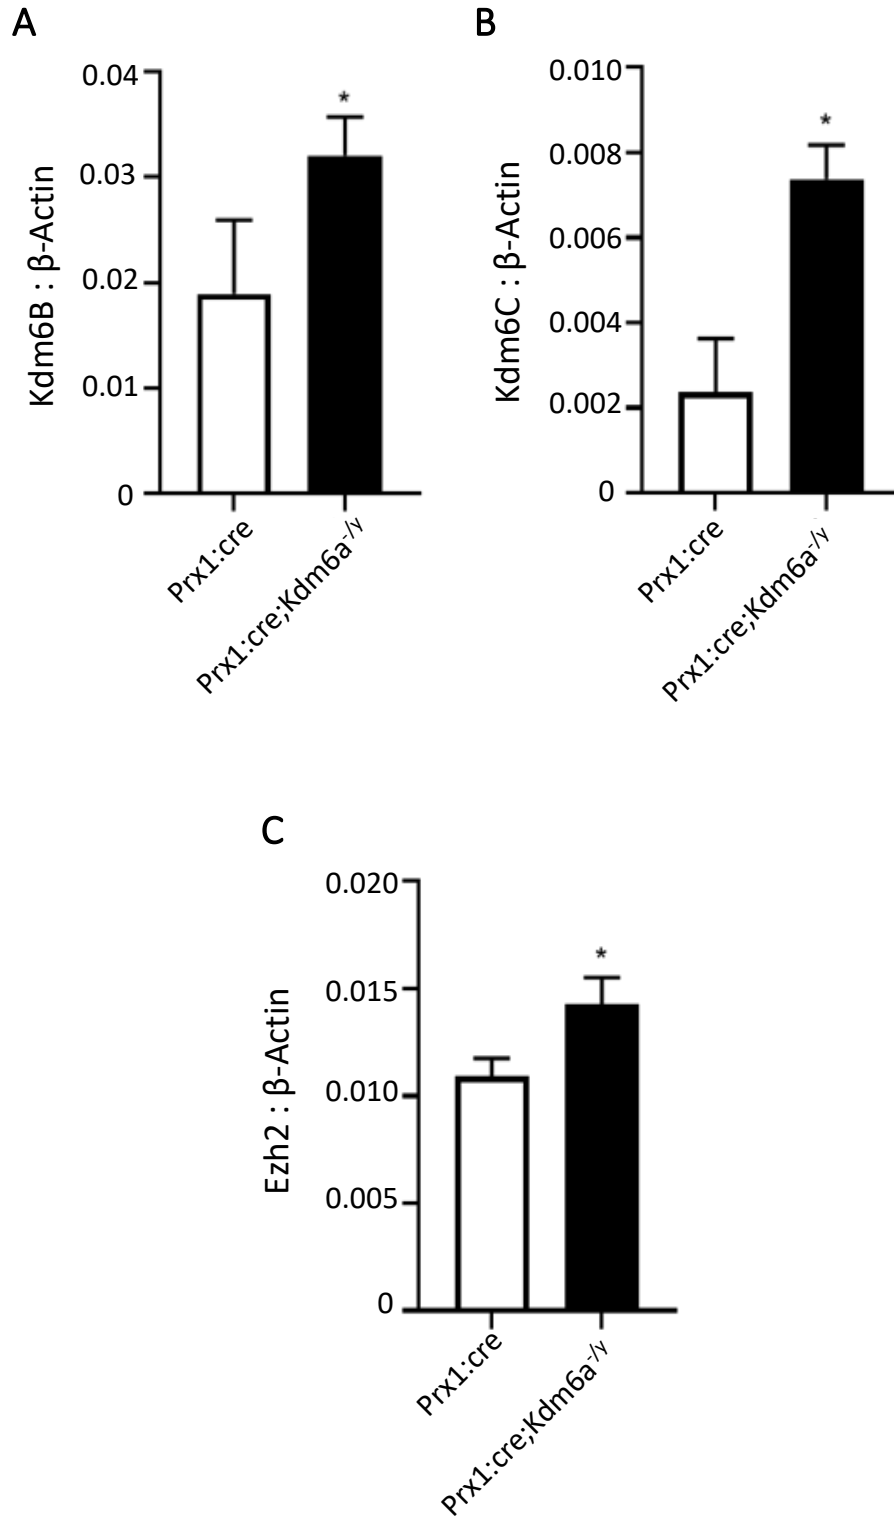 A
Kdm6B : β-Actin
0.04
0.03
0.02
0.01
0
*
Prx1:cre
Prx1:cre;Kdm6a-/y
B
Kdm6C : β-Actin
0.010
0.008
0.006
0.004
0.002
0
*
Prx1:cre
Prx1:cre;Kdm6a-/y
C
Ezh2 : β-Actin
0.020
0.015
0.010
0.005
0
*
Prx1:cre
Prx1:cre;Kdm6a-/y